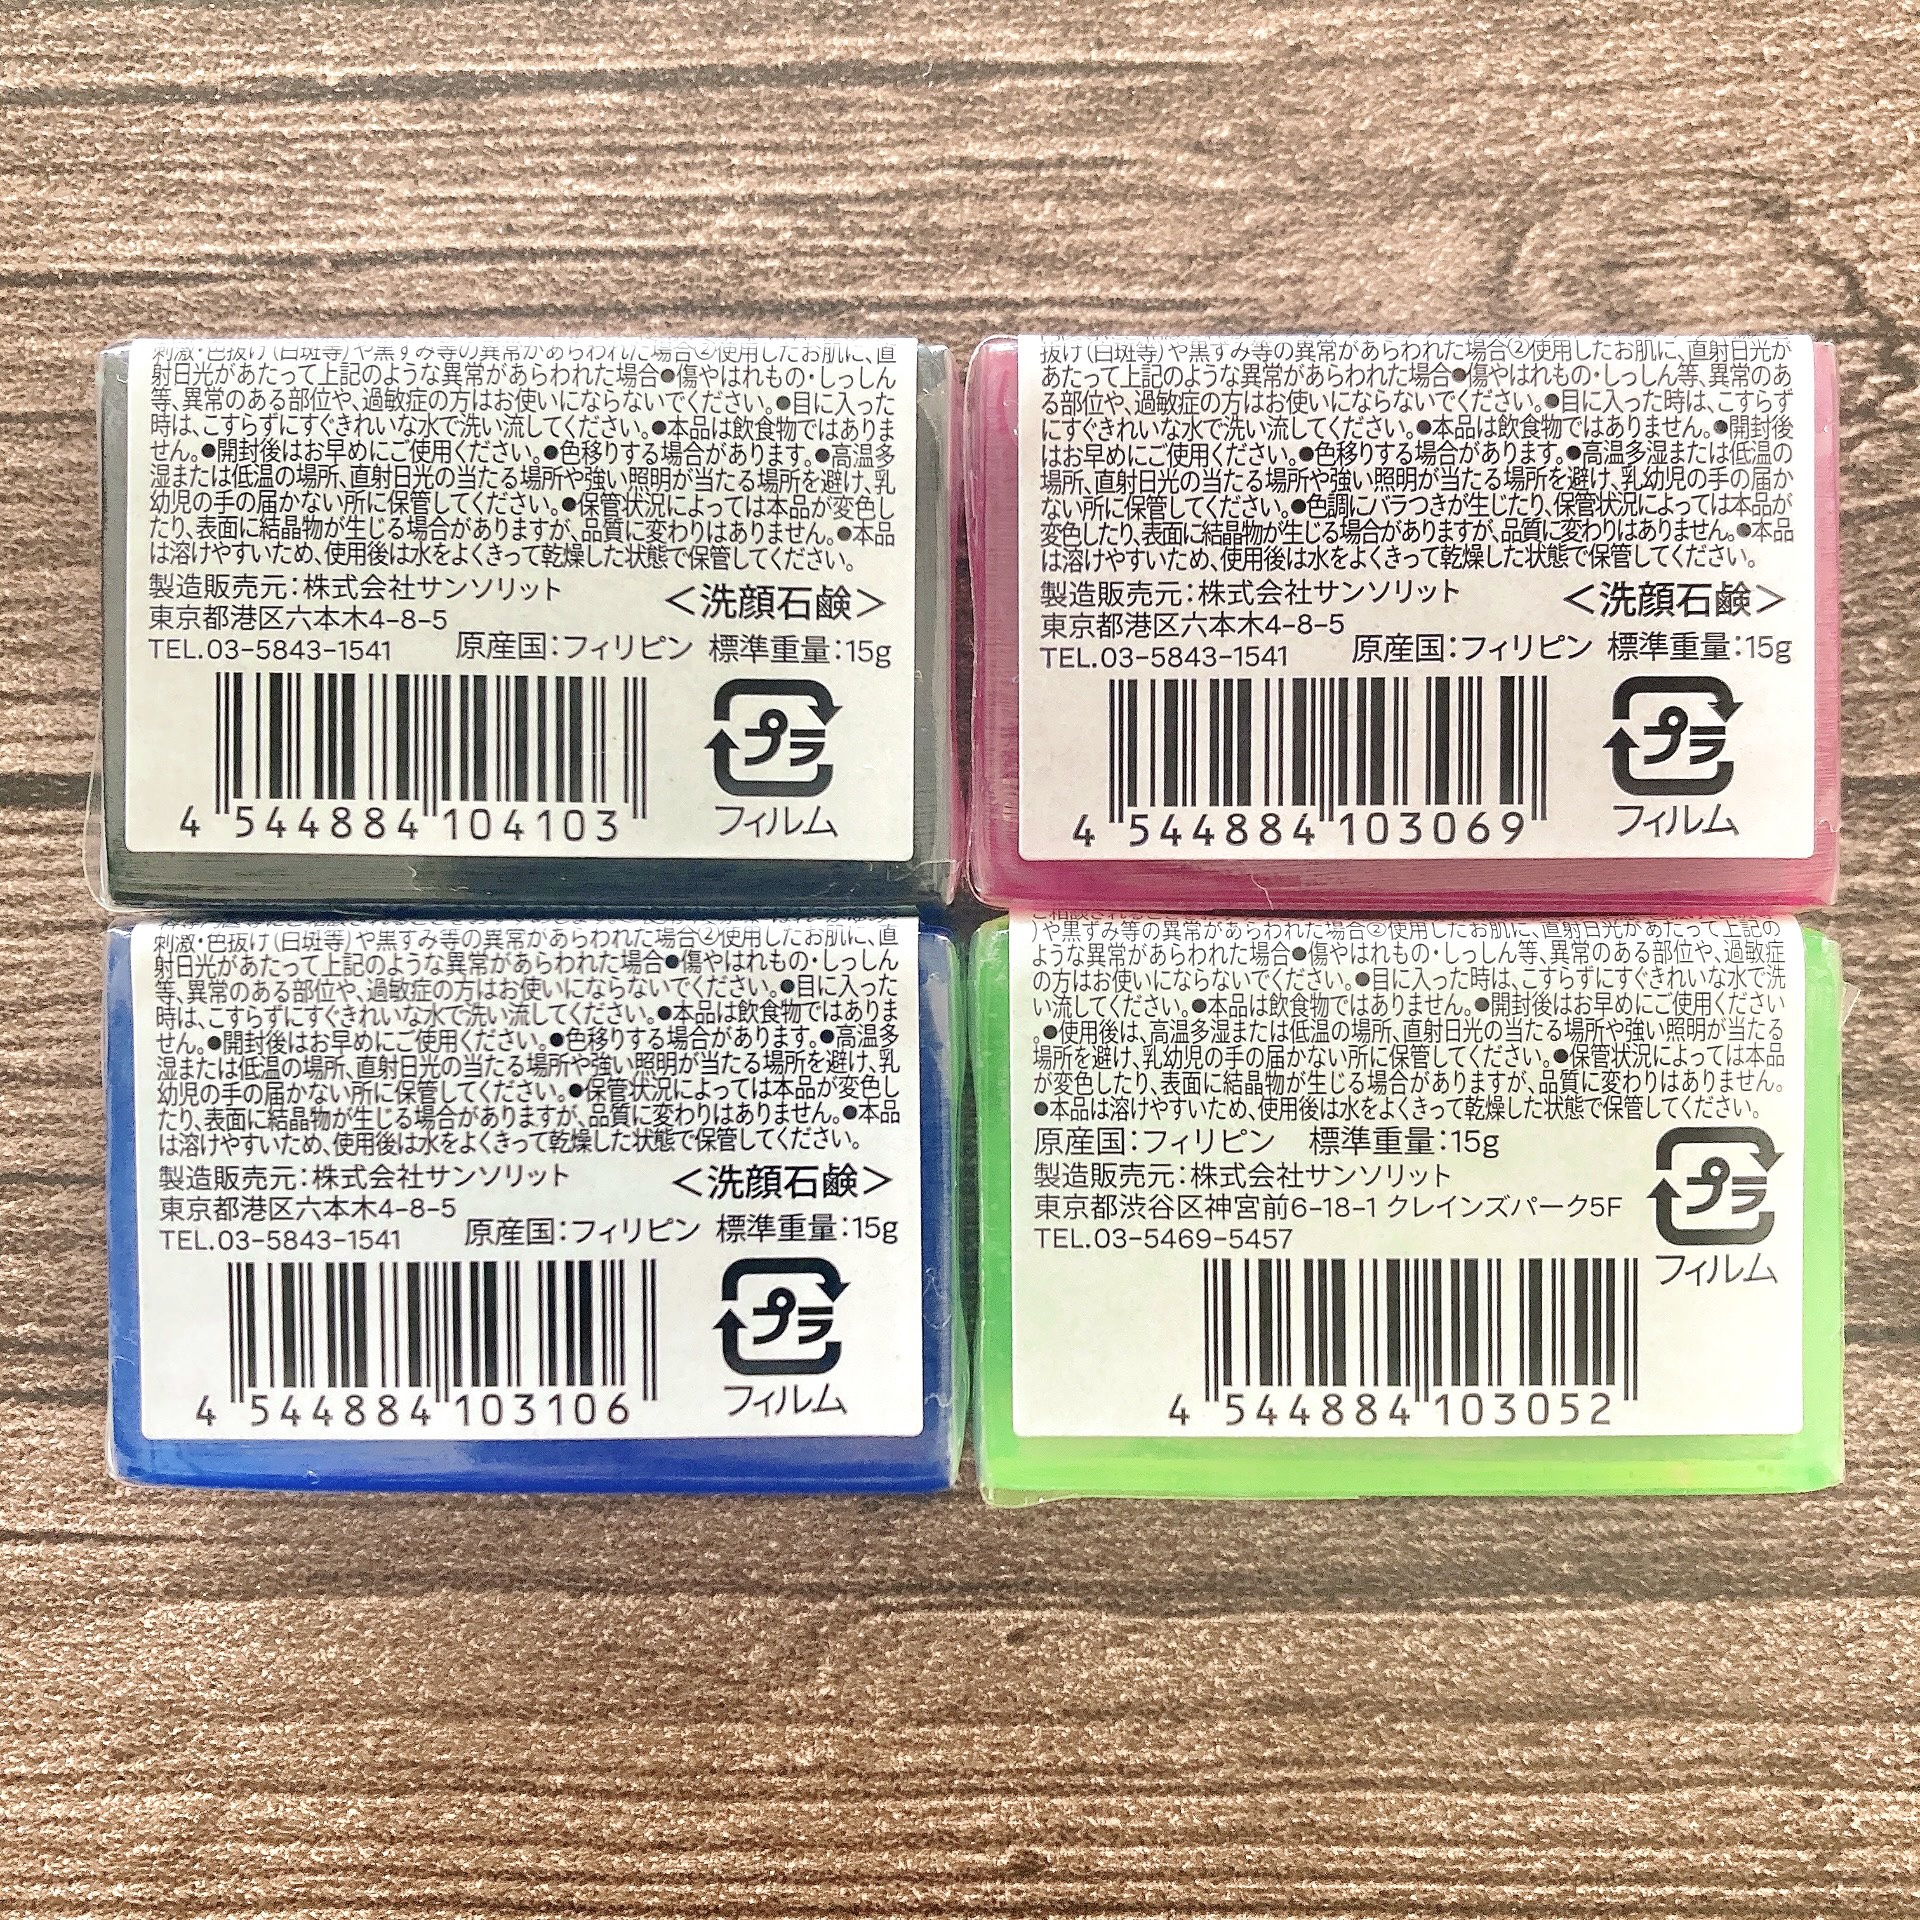 刺激・色抜け(白斑等)や黒ずみ等の異常があらわれた場合②使用したお肌に、直
射日光があたって上記のような異常があらわれた場合●傷やはれもの・しっしん
等、異常のある部位や、過敏症の方はお使いにならないでください。●目に入った
時は、こすらずにすぐきれいな水で洗い流してください。●本品は飲食物ではありま
せん。●開封後はお早めにご使用ください。●色移りする場合があります。●高温多
湿または低温の場所、直射日光の当たる場所や強い照明が当たる場所を避け、乳
幼児の手の届かない所に保管してください。●保管状況によっては本品が変色し
たり、表面に結晶物が生じる場合がありますが、品質に変わりはありません。●本品
は溶けやすいため、使用後は水をよくきって乾燥した状態で保管してください。
製造販売元:株式会社サンソリット
<洗顔石鹸>
東京都港区六本木4-8-5
TEL.03-5843-1541 原産国:フィリピン 標準重量:15g
プラ
フィルム
4 544884 104103
抜け(白斑等)や黒ずみ等の異常があらわれた場合②使用したお肌に、直射日光が
あたって上記のような異常があらわれた場合●傷やはれもの・しっしん等、異常のあ
る部位や、過敏症の方はお使いにならないでください。●目に入った時は、こすらず
にすぐきれいな水で洗い流してください。●本品は飲食物ではありません。●開封後
はお早めにご使用ください。●色移りする場合があります。●高温多湿または低温の
場所、直射日光の当たる場所や強い照明が当たる場所を避け、乳幼児の手の届か
ない所に保管してください。●色調にバラつきが生じたり、保管状況によっては本品が
変色したり、表面に結晶物が生じる場合がありますが、品質に変わりはありません。●本品
は溶けやすいため、使用後は水をよくきって乾燥した状態で保管してください。
製造販売元:株式会社サンソリット
<洗顔石鹸>
東京都港区六本木4-8-5
TEL.03-5843-1541 原産国:フィリピン 標準重量:15g
プラ
フィルム
4 544884 103069
刺激・色抜け(白斑等)や黒ずみ等の異常があらわれた場合②使用したお肌に、直
射日光があたって上記のような異常があらわれた場合●傷やはれもの・しっしん
等、異常のある部位や、過敏症の方はお使いにならないでください。●目に入った
時は、こすらずにすぐきれいな水で洗い流してください。●本品は飲食物ではありま
せん。●開封後はお早めにご使用ください。●色移りする場合があります。●高温多
湿または低温の場所、直射日光の当たる場所や強い照明が当たる場所を避け、乳
幼児の手の届かない所に保管してください。●保管状況によっては本品が変色し
たり、表面に結晶物が生じる場合がありますが、品質に変わりはありません。●本品
は溶けやすいため、使用後は水をよくきって乾燥した状態で保管してください。
製造販売元:株式会社サンソリット
<洗顔石鹸>
東京都港区六本木4-8-5
TEL.03-5843-1541 原産国:フィリピン 標準重量:15g
プラ
フィルム
4 544884 103106
)や黒ずみ等の異常があらわれた場合②使用したお肌に、直射日光があたって上記の
ような異常があらわれた場合●傷やはれもの・しっしん等、異常のある部位や、過敏症
の方はお使いにならないでください。●目に入った時は、こすらずにすぐきれいな水で洗
い流してください。●本品は飲食物ではありません。●開封後はお早めにご使用ください
。●使用後は、高温多湿または低温の場所、直射日光の当たる場所や強い照明が当たる
場所を避け、乳幼児の手の届かない所に保管してください。●保管状況によっては本品
が変色したり、表面に結晶物が生じる場合がありますが、品質に変わりはありません。
●本品は溶けやすいため、使用後は水をよくきって乾燥した状態で保管してください。
原産国:フィリピン 標準重量:15g
製造販売元:株式会社サンソリット
東京都渋谷区神宮前6-18-1 クレインズパーク5F
TEL.03-5469-5457
プラ
フィルム
4 544884 103052